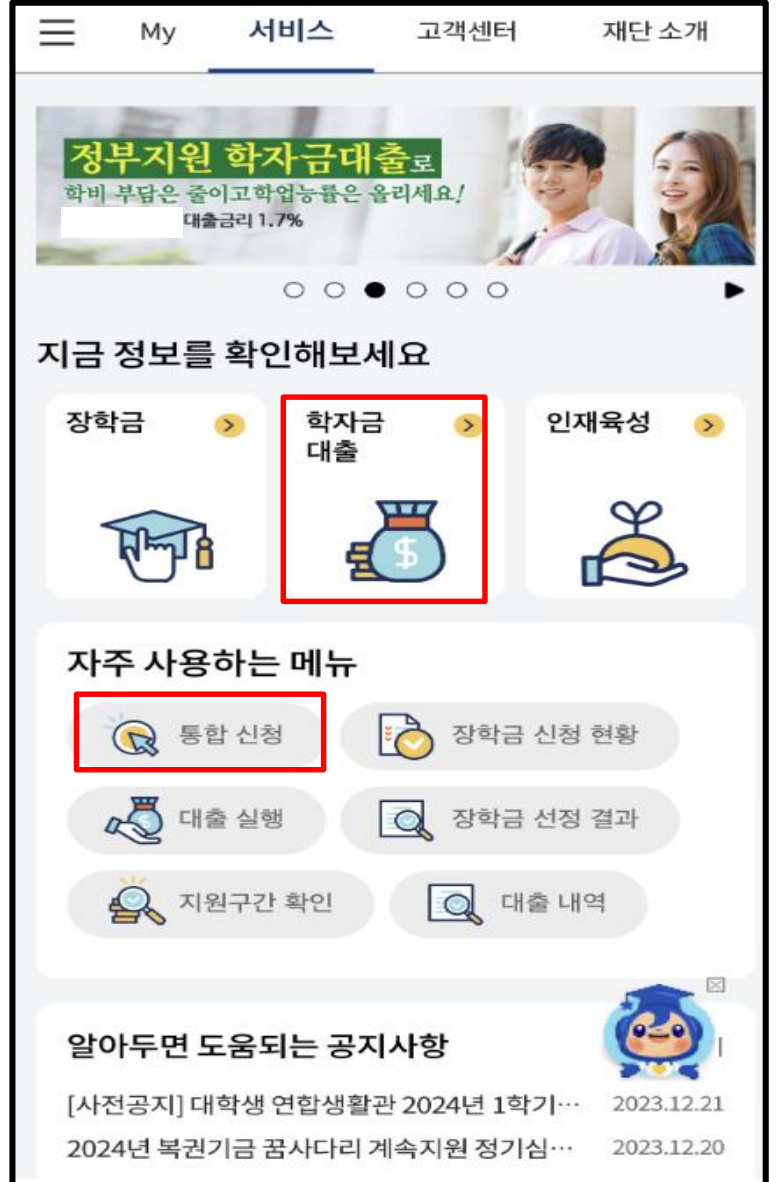 My 서비스 고객센터 재단 소개
정부지원 학자금대출로
학비 부담은 줄이고학업능률은 올리세요!
대출금리 1.7%
지금 정보를 확인해보세요
장학금 학자금 인재육성
대출
$
자주 사용하는 메뉴
통합 신청 장학금 신청 현황
대출 실행 장학금 선정 결과
지원구간 확인 대출 내역
알아두면 도움되는 공지사항
[사전공지] 대학생 연합생활관 2024년 1학기… 2023.12.21
2024년 복권기금 꿈사다리 계속지원 정기심… 2023.12.20